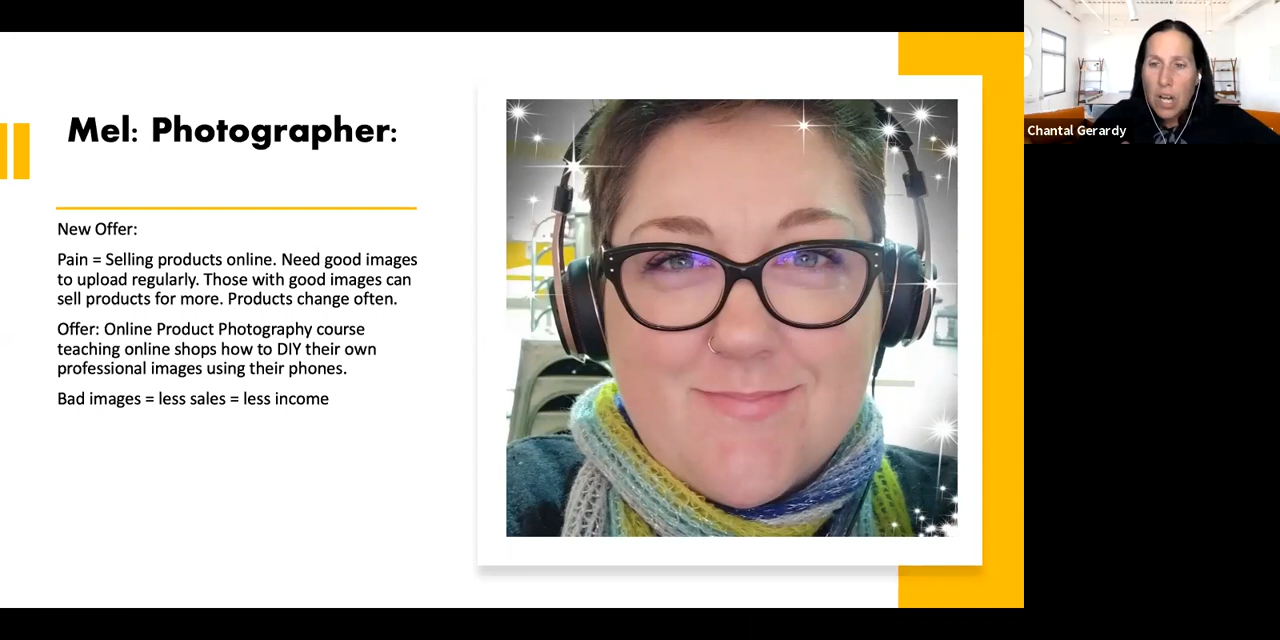 Mel: Photographer:
New Offer:
Pain = Selling products online. Need good images
to upload regularly. Those with good images can
sell products for more. Products change often.
Offer: Online Product Photography course
teaching online shops how to DIY their own
professional images using their phones.
Bad images = less sales = less income
Chantal Gerardy